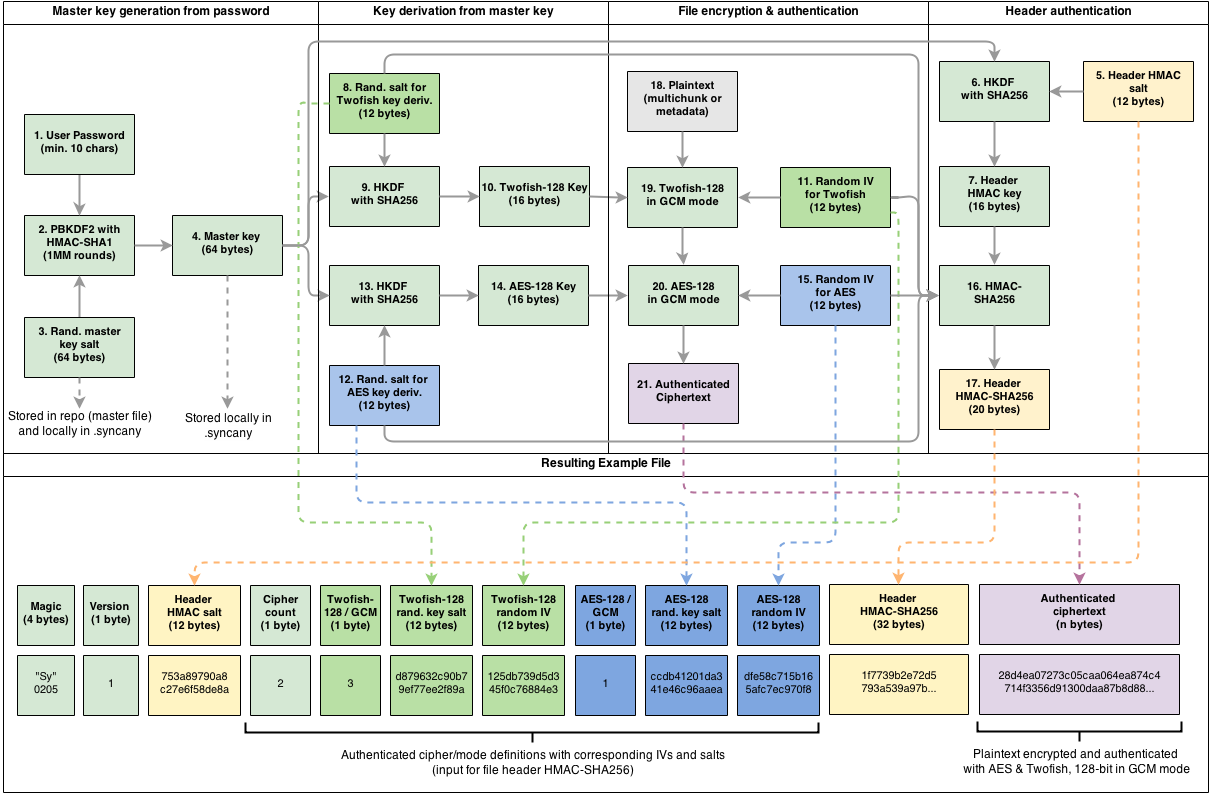 Master key generation from password
Key derivation from master key
File encryption & authentication
Header authentication
1. User Password
(min. 10 chars)
2. PBKDF2 with
HMAC-SHA1
(1MM rounds)
3. Rand. master
key salt
(64 bytes)
Stored in repo (master file)
and locally in .syncany
4. Master key
(64 bytes)
Stored locally in
.syncany
8. Rand. salt for
Twofish key deriv.
(12 bytes)
9. HKDF
with SHA256
10. Twofish-128 Key
(16 bytes)
13. HKDF
with SHA256
14. AES-128 Key
(16 bytes)
12. Rand. salt for
AES key deriv.
(12 bytes)
18. Plaintext
(multichunk or
metadata)
19. Twofish-128
in GCM mode
11. Random IV
for Twofish
(12 bytes)
20. AES-128
in GCM mode
15. Random IV
for AES
(12 bytes)
21. Authenticated
Ciphertext
6. HKDF
with SHA256
5. Header HMAC
salt
(12 bytes)
7. Header
HMAC key
(16 bytes)
16. HMAC-
SHA256
17. Header
HMAC-SHA256
(20 bytes)
Resulting Example File
Magic
(4 bytes)
Version
(1 byte)
Header
HMAC salt
(12 bytes)
Cipher
count
(1 byte)
Twofish-
128 / GCM
(1 byte)
Twofish-128
rand. key salt
(12 bytes)
Twofish-128
random IV
(12 bytes)
AES-128 /
GCM
(1 byte)
AES-128
rand. key salt
(12 bytes)
AES-128
random IV
(12 bytes)
Header
HMAC-SHA256
(32 bytes)
Authenticated
ciphertext
(n bytes)
"Sy"
0205
1
753a89790a8
c27e6f58de8a
2
3
d879632c90b7
9ef77ee2f89a
125db739d5d3
45f0c76884e3
1
ccdb41201da3
41e46c96aaea
dfe58c715b16
5afc7ec970f8
1f7739b2e72d5
793a539a97b...
28d4ea07273c05caa064ea874c4
714f3356d91300daa87b8d88...
Authenticated cipher/mode definitions with corresponding IVs and salts
(input for file header HMAC-SHA256)
Plaintext encrypted and authenticated
with AES & Twofish, 128-bit in GCM mode